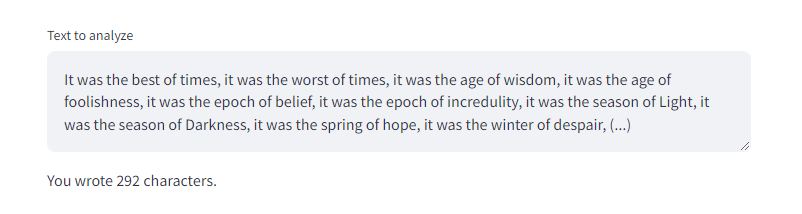 Text to analyze
It was the best of times, it was the worst of times, it was the age of wisdom, it was the age of
foolishness, it was the epoch of belief, it was the epoch of incredulity, it was the season of Light, it
was the season of Darkness, it was the spring of hope, it was the winter of despair, (...)
You wrote 292 characters.